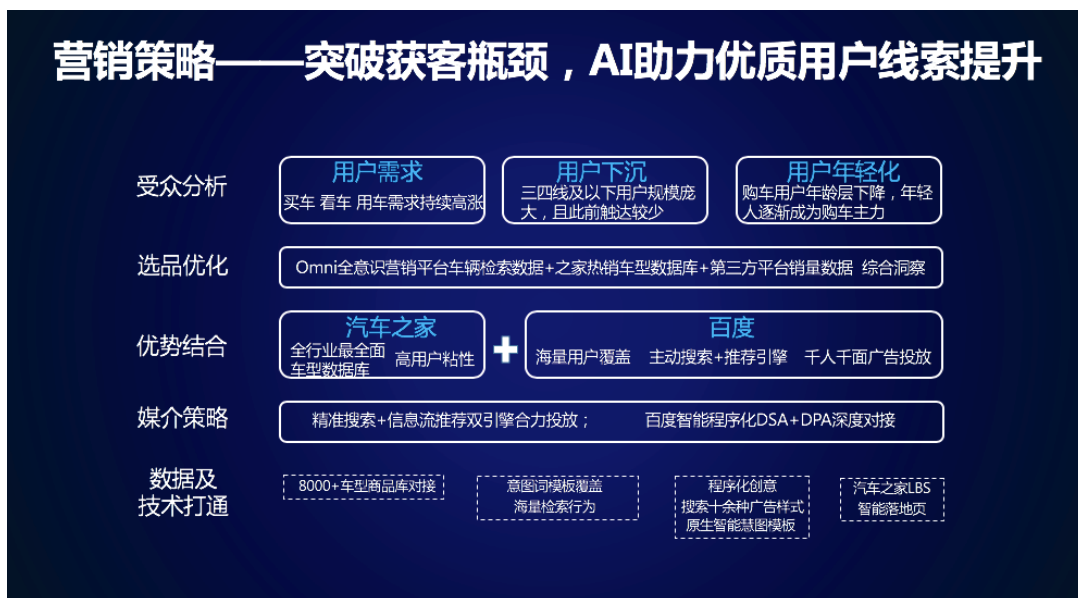 营销策略——突破获客瓶颈，AI助力优质用户线索提升
受众分析
用户需求
买车 看车 用车需求持续高涨
用户下沉
三四线及以下用户规模庞
大，且此前触达较少
用户年轻化
购车用户年龄层下降，年轻
人逐渐成为购车主力
选品优化
Omni全意识营销平台车辆检索数据+之家热销车型数据库+第三方平台销量数据 综合洞察
优势结合
汽车之家
全行业最全面
车型数据库
高用户粘性
+
百度
海量用户覆盖 主动搜索+推荐引擎 千人千面广告投放
媒介策略
精准搜索+信息流推荐双引擎合力投放； 百度智能程序化DSA+DPA深度对接
数据及
技术打通
8000+车型商品库对接
意图词模板覆盖
海量检索行为
程序化创意
搜索十余种广告样式
原生智能慧图模板
汽车之家LBS
智能落地页